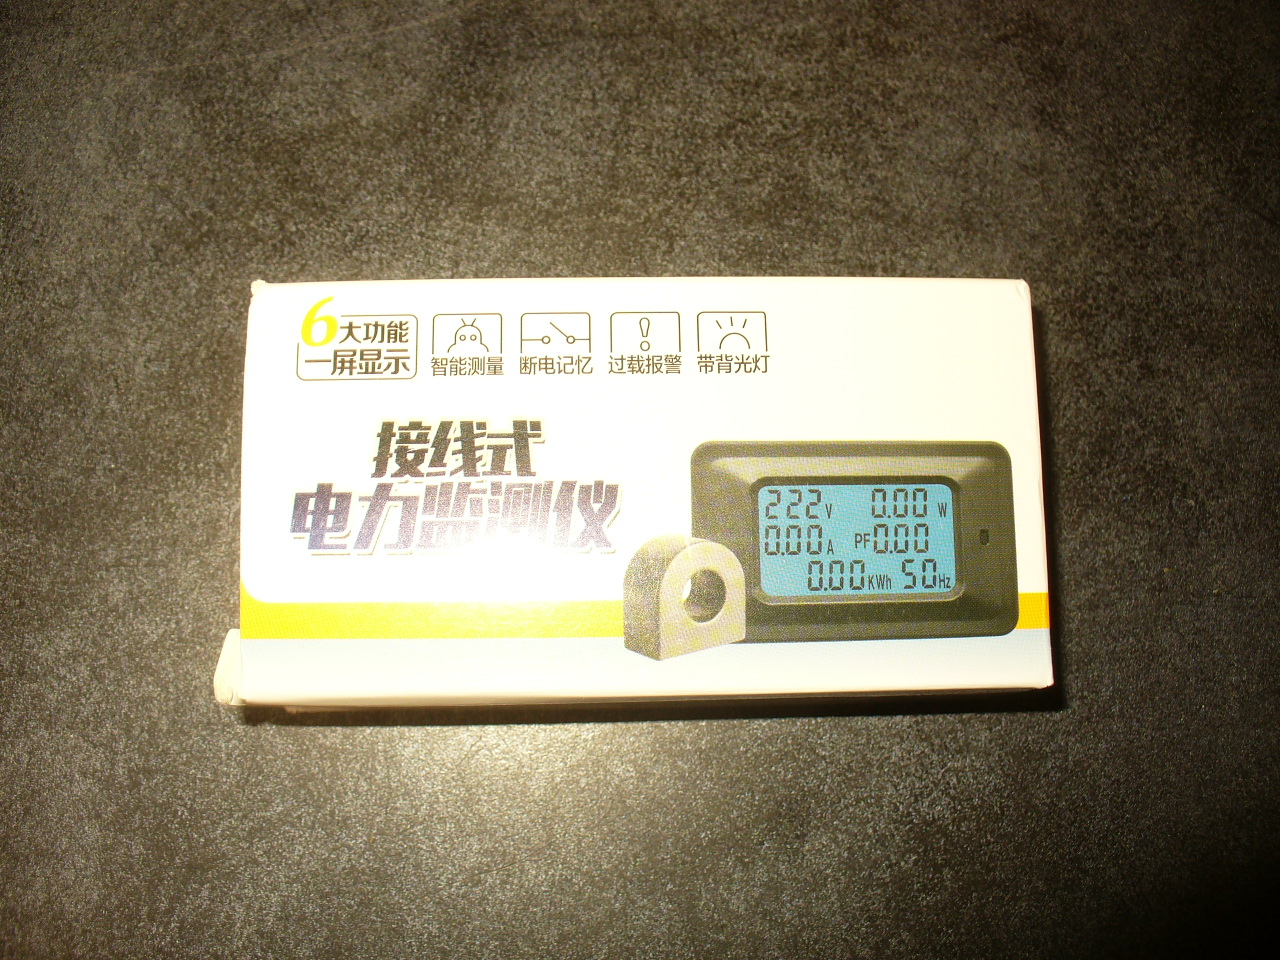 6大功能
一屏显示
智能测量 断电记忆 过载报警 带背光灯
接线式
电力监测仪
222V 0.00 W
0.00A PF0.00
0.00KWh 50Hz